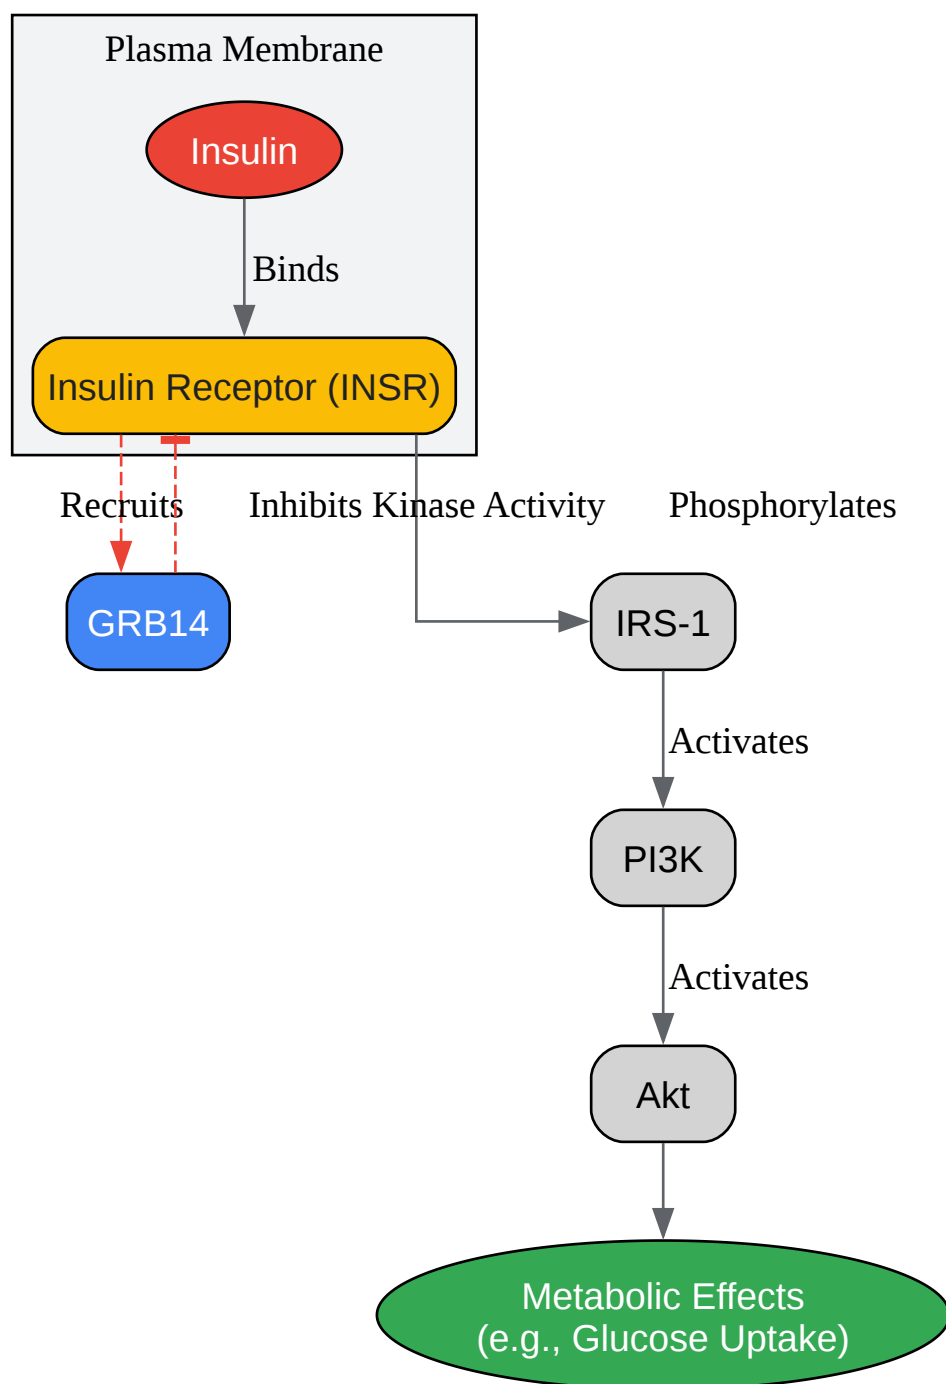 Plasma Membrane
Insulin
Binds
Insulin Receptor (INSR)
Recruits
Inhibits Kinase Activity
Phosphorylates
GRB14
IRS-1
Activates
PI3K
Activates
Akt
Metabolic Effects
(e.g., Glucose Uptake)